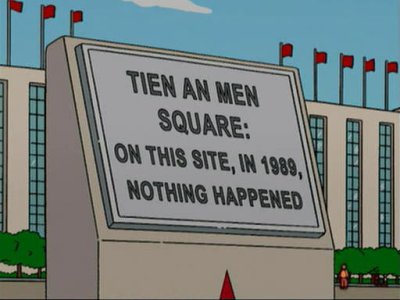 TIEN AN MEN
SQUARE:
ON THIS SITE, IN 1989,
NOTHING HAPPENED